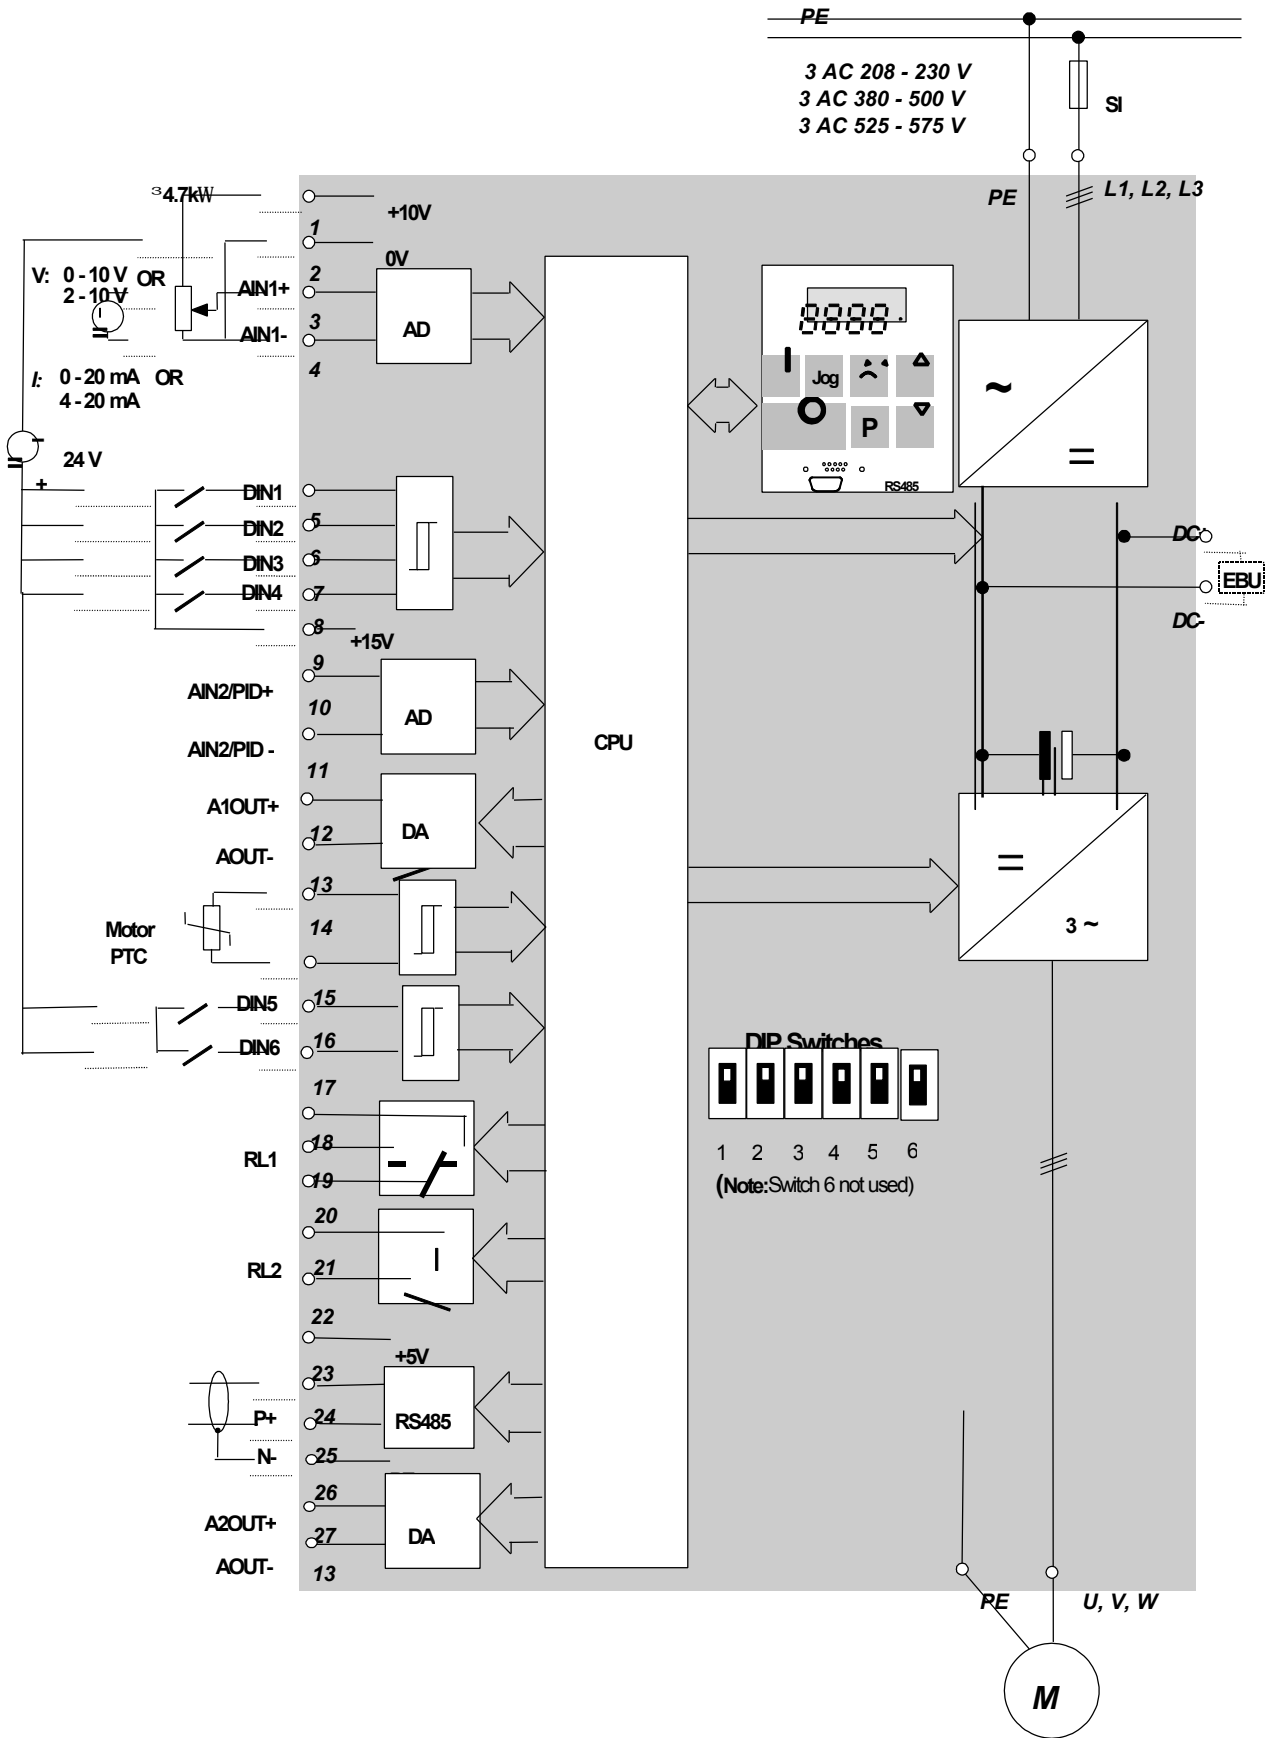 PE
3 AC 208 - 230 V
3 AC 380 - 500 V
3 AC 525 - 575 V
SI
PE
L1, L2, L3
³4.7kW
+10V
1
0V
2
V: 0 - 10 V OR
2 - 10 V
AIN1+
3
AD
AIN1-
4
I: 0 - 20 mA OR
4 - 20 mA
24 V
+
Jog
P
RS485
~
=
DIN1
5
DIN2
6
DIN3
7
DIN4
8
+15V
9
DC-
EBU
DC-
AIN2/PID+
10
AD
AIN2/PID -
11
CPU
A1OUT+
12
DA
AOUT-
13
Motor
PTC
14
=
3 ~
DIN5
15
DIN6
16
17
DIP Switches
1 2 3 4 5 6
(Note:Switch 6 not used)
RL1
18
19
20
RL2
21
22
+5V
23
P+
24
RS485
N-
25
26
A2OUT+
27
DA
AOUT-
13
PE
U, V, W
M